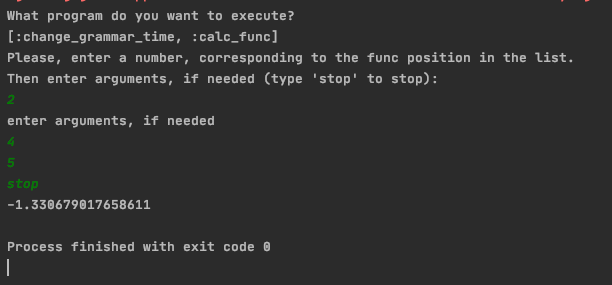 What program do you want to execute?
[:change_grammar_time, :calc_func]
Please, enter a number, corresponding to the func position in the list.
Then enter arguments, if needed (type 'stop' to stop):
2
enter arguments, if needed
4
5
stop
-1.330679017658611
Process finished with exit code 0